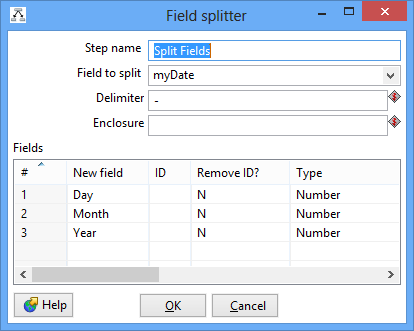 Field splitter
Step name Split Fields
Field to split myDate
Delimiter -
Enclosure
Fields
# New field ID Remove ID? Type
1 Day N Number
2 Month N Number
3 Year N Number
Help OK Cancel